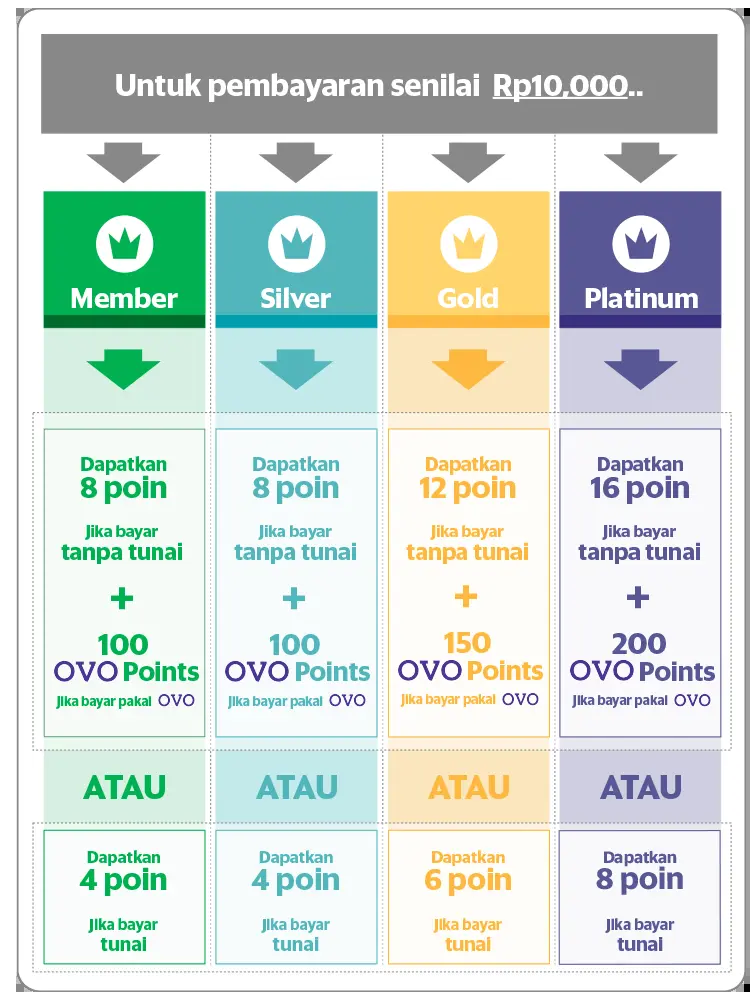 Untuk pembayaran senilai Rp10,000..
Member
Silver
Gold
Platinum
Dapatkan
8 poin
Jika bayar
tanpa tunai
+
100
OVO Points
Jika bayar pakai OVO
Dapatkan
8 poin
Jika bayar
tanpa tunai
+
100
OVO Points
Jika bayar pakai OVO
Dapatkan
12 poin
Jika bayar
tanpa tunai
+
150
OVO Points
Jika bayar pakai OVO
Dapatkan
16 poin
Jika bayar
tanpa tunai
+
200
OVO Points
Jika bayar pakai OVO
ATAU
ATAU
ATAU
ATAU
Dapatkan
4 poin
Jika bayar
tunai
Dapatkan
4 poin
Jika bayar
tunai
Dapatkan
6 poin
Jika bayar
tunai
Dapatkan
8 poin
Jika bayar
tunai